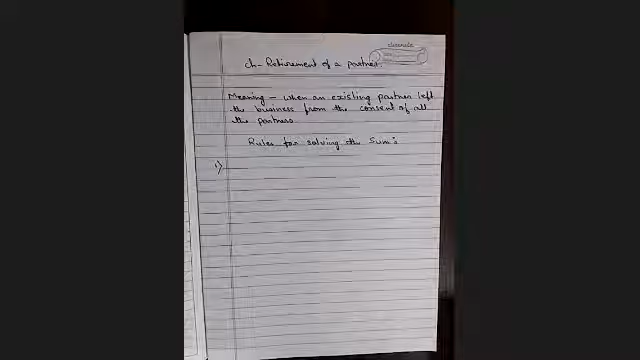 classmate
ch- Retirement of a partner.
Meaning - when an existing partner left
the business from the consent of all
the partners
Rules for solving the Sum's
1)